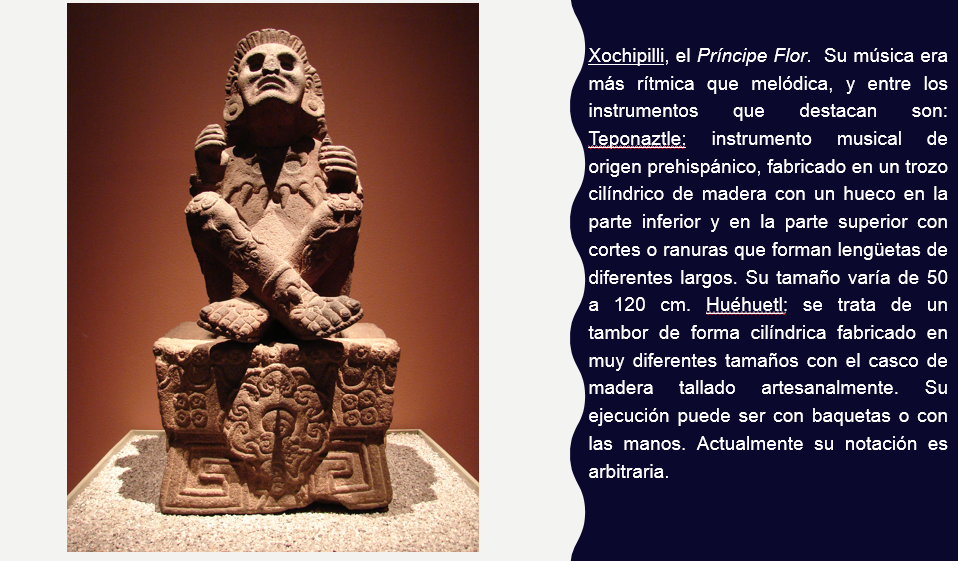 Xochipilli, el Príncipe Flor. Su música era
más rítmica que melódica, y entre los
instrumentos que destacan son:
Teponaztle: instrumento musical de
origen prehispánico, fabricado en un trozo
cilíndrico de madera con un hueco en la
parte inferior y en la parte superior con
cortes o ranuras que forman lengüetas de
diferentes largos. Su tamaño varía de 50
a 120 cm. Huéhuetl: se trata de un
tambor de forma cilíndrica fabricado en
muy diferentes tamaños con el casco de
madera tallado artesanalmente. Su
ejecución puede ser con baquetas o con
las manos. Actualmente su notación es
arbitraria.